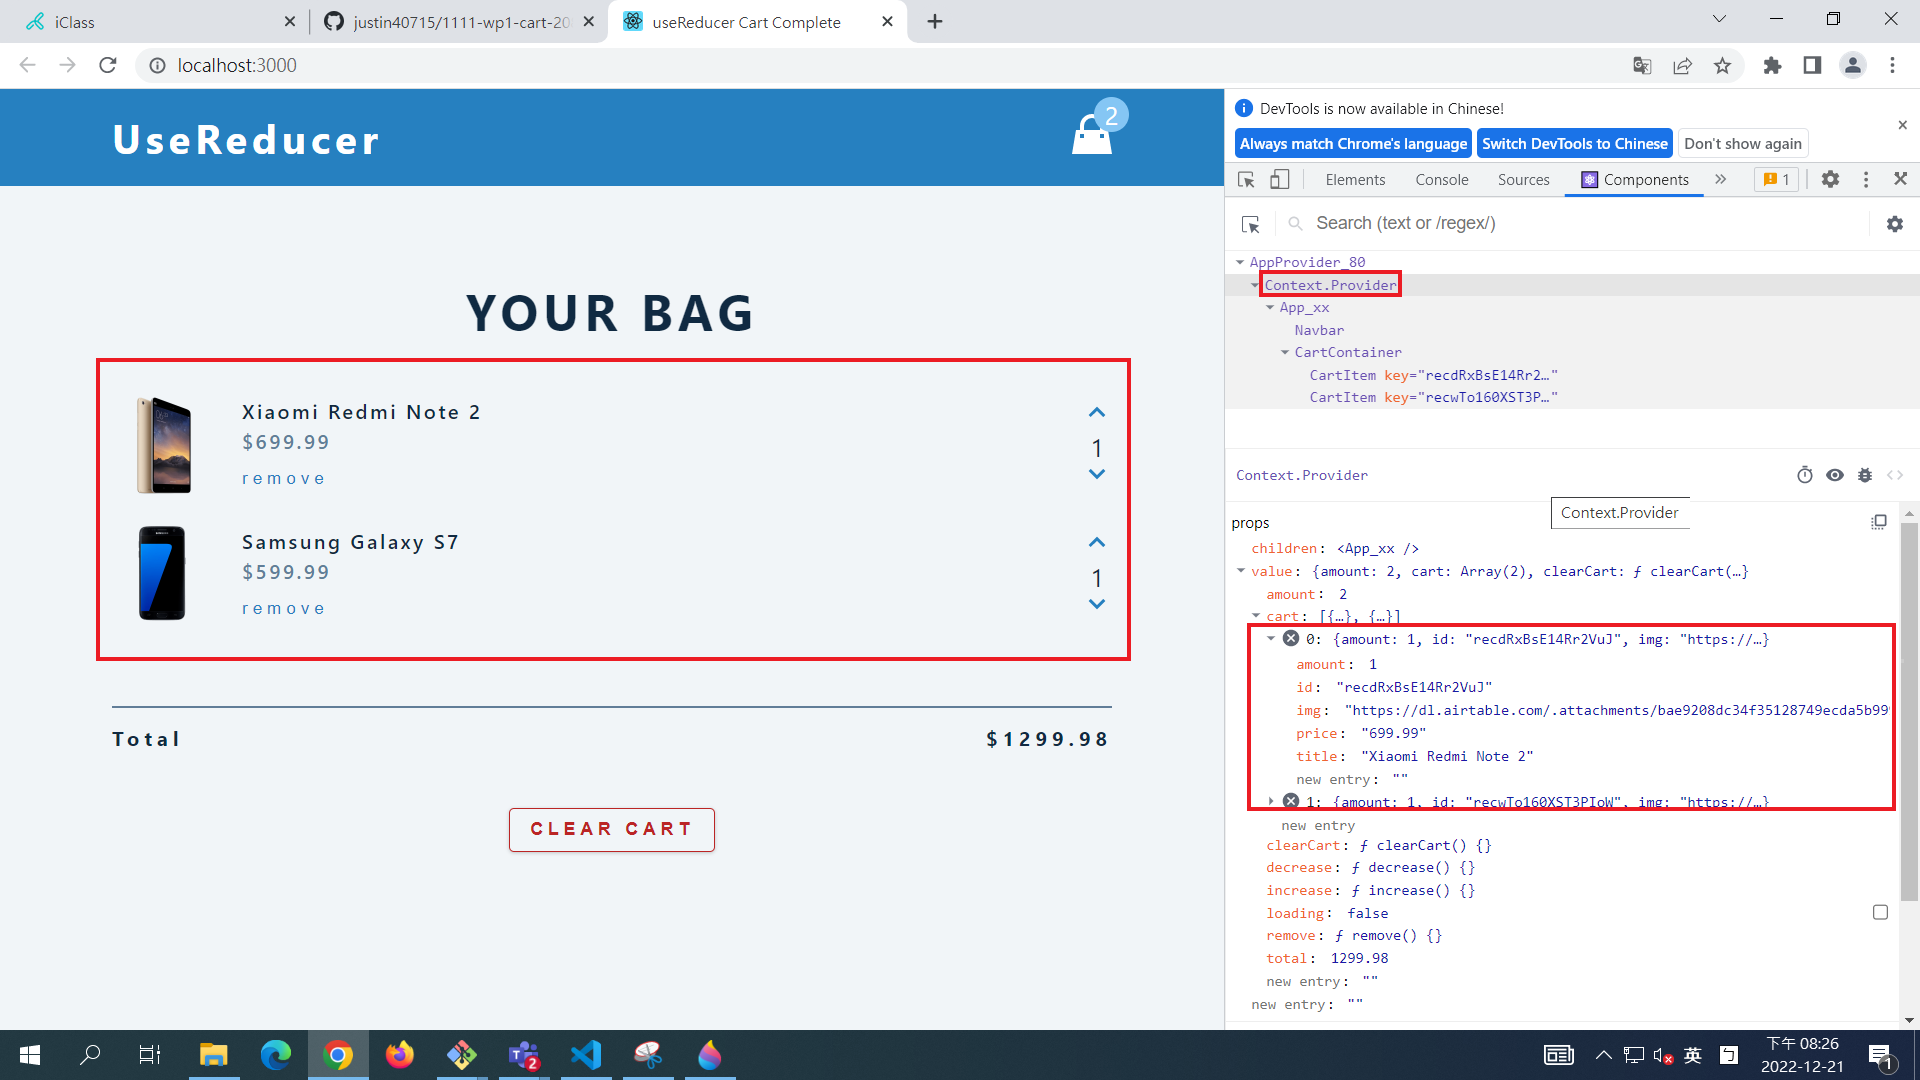 iClass
justin40715/1111-wp1-cart-20
useReducer Cart Complete
localhost:3000
UseReducer
2
YOUR BAG
Xiaomi Redmi Note 2
$699.99
remove
1
Samsung Galaxy S7
$599.99
remove
1
Total
$1299.98
CLEAR CART
DevTools is now available in Chinese!
Always match Chrome's language
Switch DevTools to Chinese
Don't show again
Elements
Console
Sources
Components
1
Search (text or /regex/)
AppProvider_80
Context.Provider
App_xx
Navbar
CartContainer
CartItem key="recdRxBsE14Rr2…"
CartItem key="recwTo160XST3P…"
Context.Provider
Context.Provider
props
children: <App_xx />
value: {amount: 2, cart: Array(2), clearCart: ƒ clearCart(…}
amount: 2
cart: [{…}, {…}]
0: {amount: 1, id: "recdRxBsE14Rr2VuJ", img: "https://…}
amount: 1
id: "recdRxBsE14Rr2VuJ"
img: "https://dl.airtable.com/.attachments/bae9208dc34f35128749ecda5b99
price: "699.99"
title: "Xiaomi Redmi Note 2"
new entry: ""
1: {amount: 1, id: "recwTo160XST3PIoW", img: "https://…}
new entry
clearCart: ƒ clearCart() {}
decrease: ƒ decrease() {}
increase: ƒ increase() {}
loading: false
remove: ƒ remove() {}
total: 1299.98
new entry: ""
new entry: ""
2
英
下午 08:26
2022-12-21
1